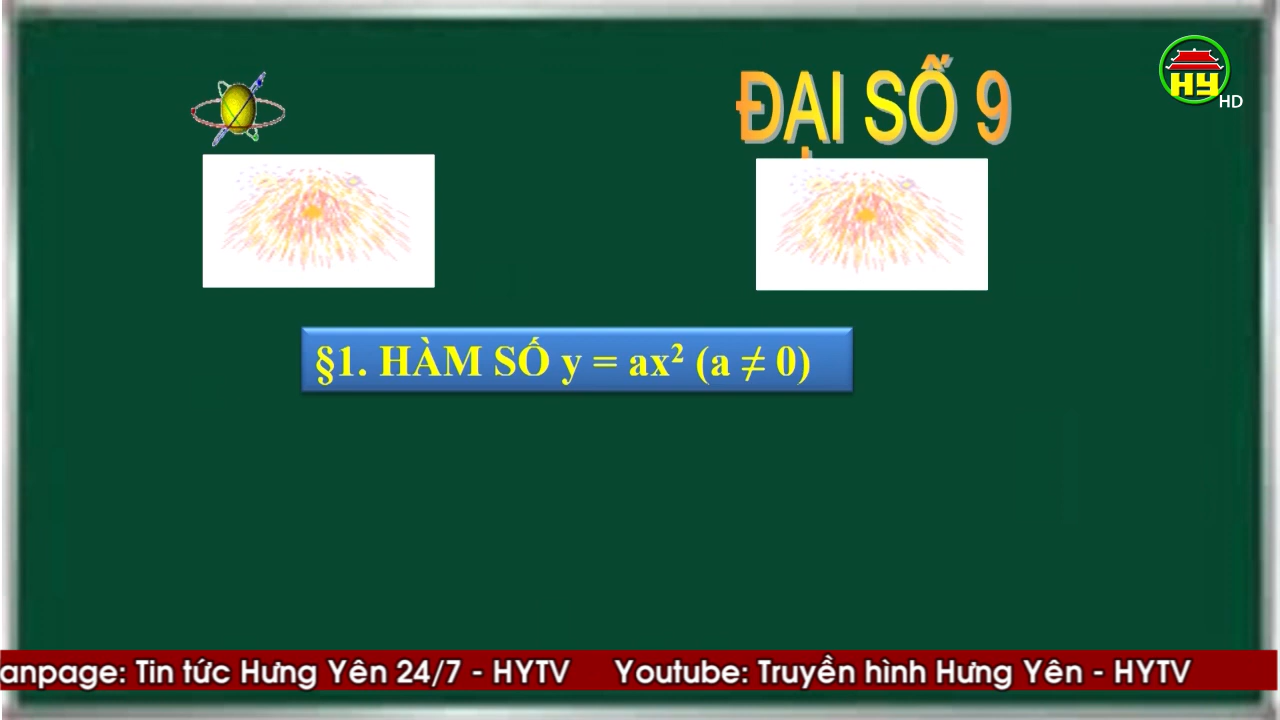 ĐẠI SỐ 9
HY
HD
§1. HÀM SỐ y = ax² (a ≠ 0)
anpage: Tin tức Hưng Yên 24/7 - HYTV Youtube: Truyền hình Hưng Yên - HYTV